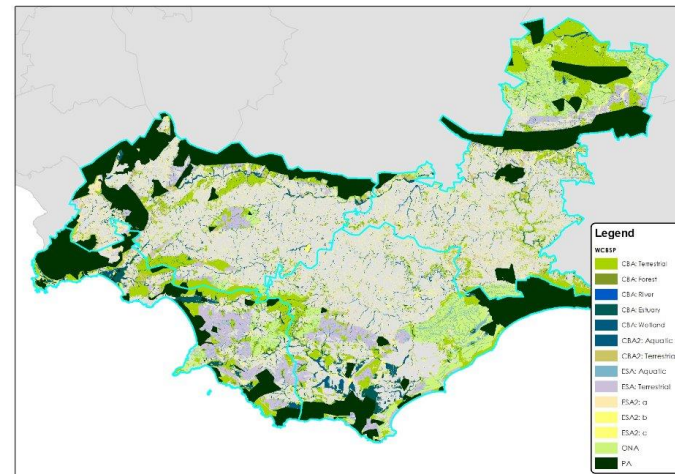 Legend
WCBSP
CBA: Terrestrial
CBA: Forest
CBA: River
CBA: Estuary
CBA: Wetland
CBA2: Aquatic
CBA2: Terrestrial
ESA: Aquatic
ESA: Terrestrial
ESA2: a
ESA2: b
ESA2: c
ONA
PA